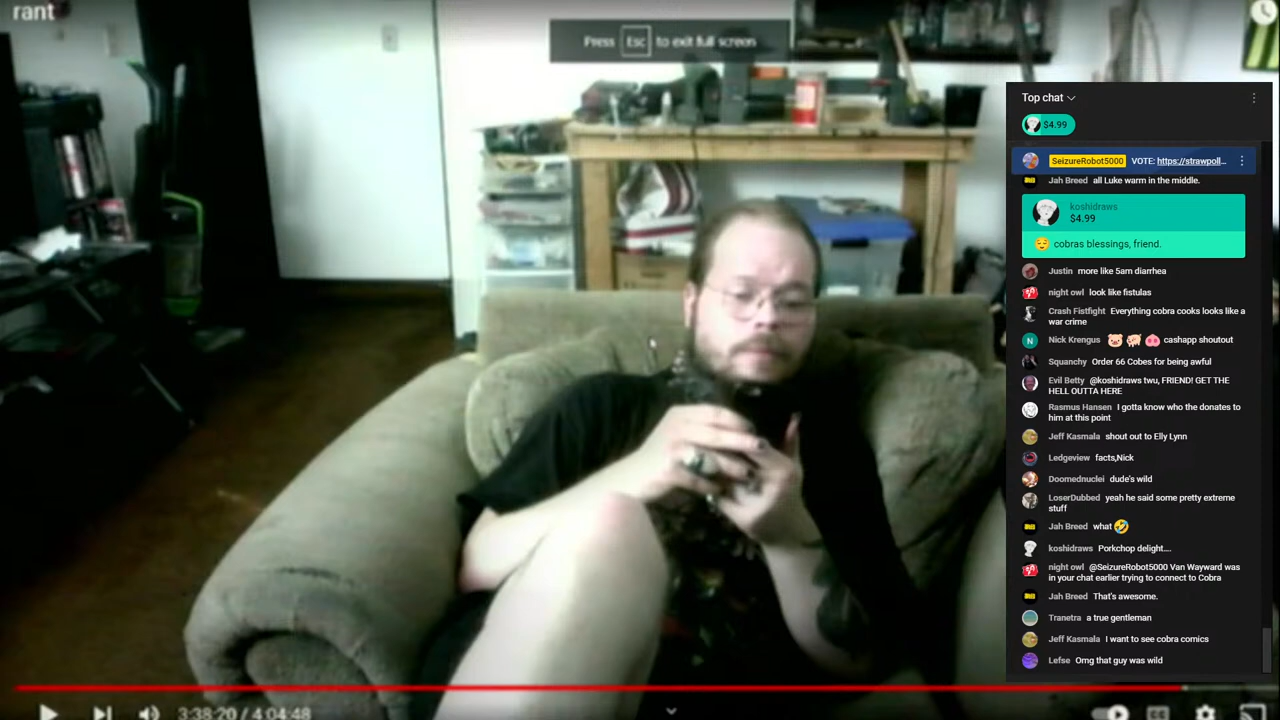 rant
Press Esc to exit full screen
Top chat
$4.99
SeizureRobot5000 VOTE: https://strawpoll...
Jah Breed all Luke warm in the middle.
koshidraws
$4.99
cobras blessings, friend.
Justin more like 5am diarrhea
night owl look like fistulas
Crash Fistfight Everything cobra cooks looks like a
war crime
N Nick Krengus cashapp shoutout
Squanchy Order 66 Cobes for being awful
Evil Betty @koshidraws twu, FRIEND! GET THE
HELL OUTTA HERE
Rasmus Hansen I gotta know who the donates to
him at this point
Jeff Kasmala shout out to Elly Lynn
Ledgeview facts,Nick
Doomednuclei dude's wild
LoserDubbed yeah he said some pretty extreme
stuff
Jah Breed what
koshidraws Porkchop delight....
night owl @SeizureRobot5000 Van Wayward was
in your chat earlier trying to connect to Cobra
Jah Breed That's awesome.
Tranetra a true gentleman
Jeff Kasmala I want to see cobra comics
Lefse Omg that guy was wild
3:38:20 / 4:04:48